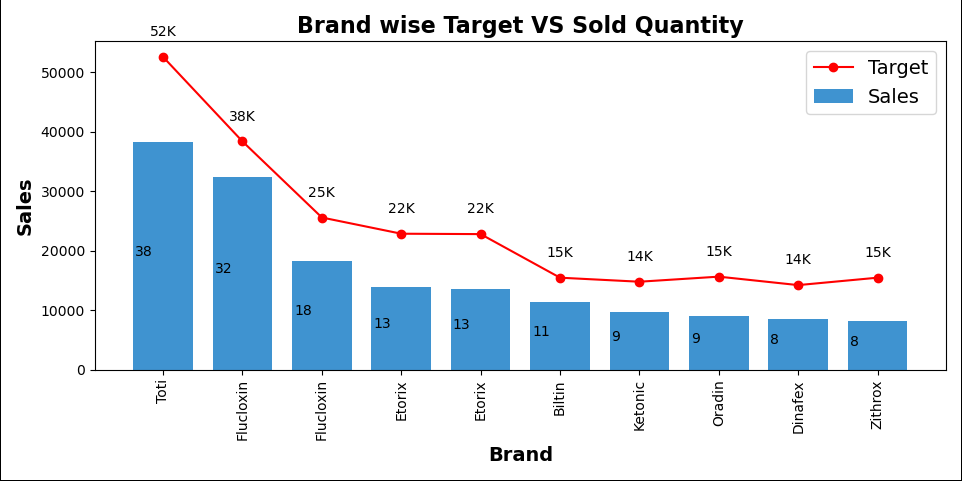 Brand wise Target VS Sold Quantity
52K
38K
25K
22K
22K
15K
14K
15K
14K
15K
Target
Sales
Sales
50000
40000
30000
20000
10000
0
38
32
18
13
13
11
9
9
8
8
Toti
Flucloxin
Flucloxin
Etorix
Etorix
Biltin
Ketonic
Oradin
Dinafex
Zithrox
Brand